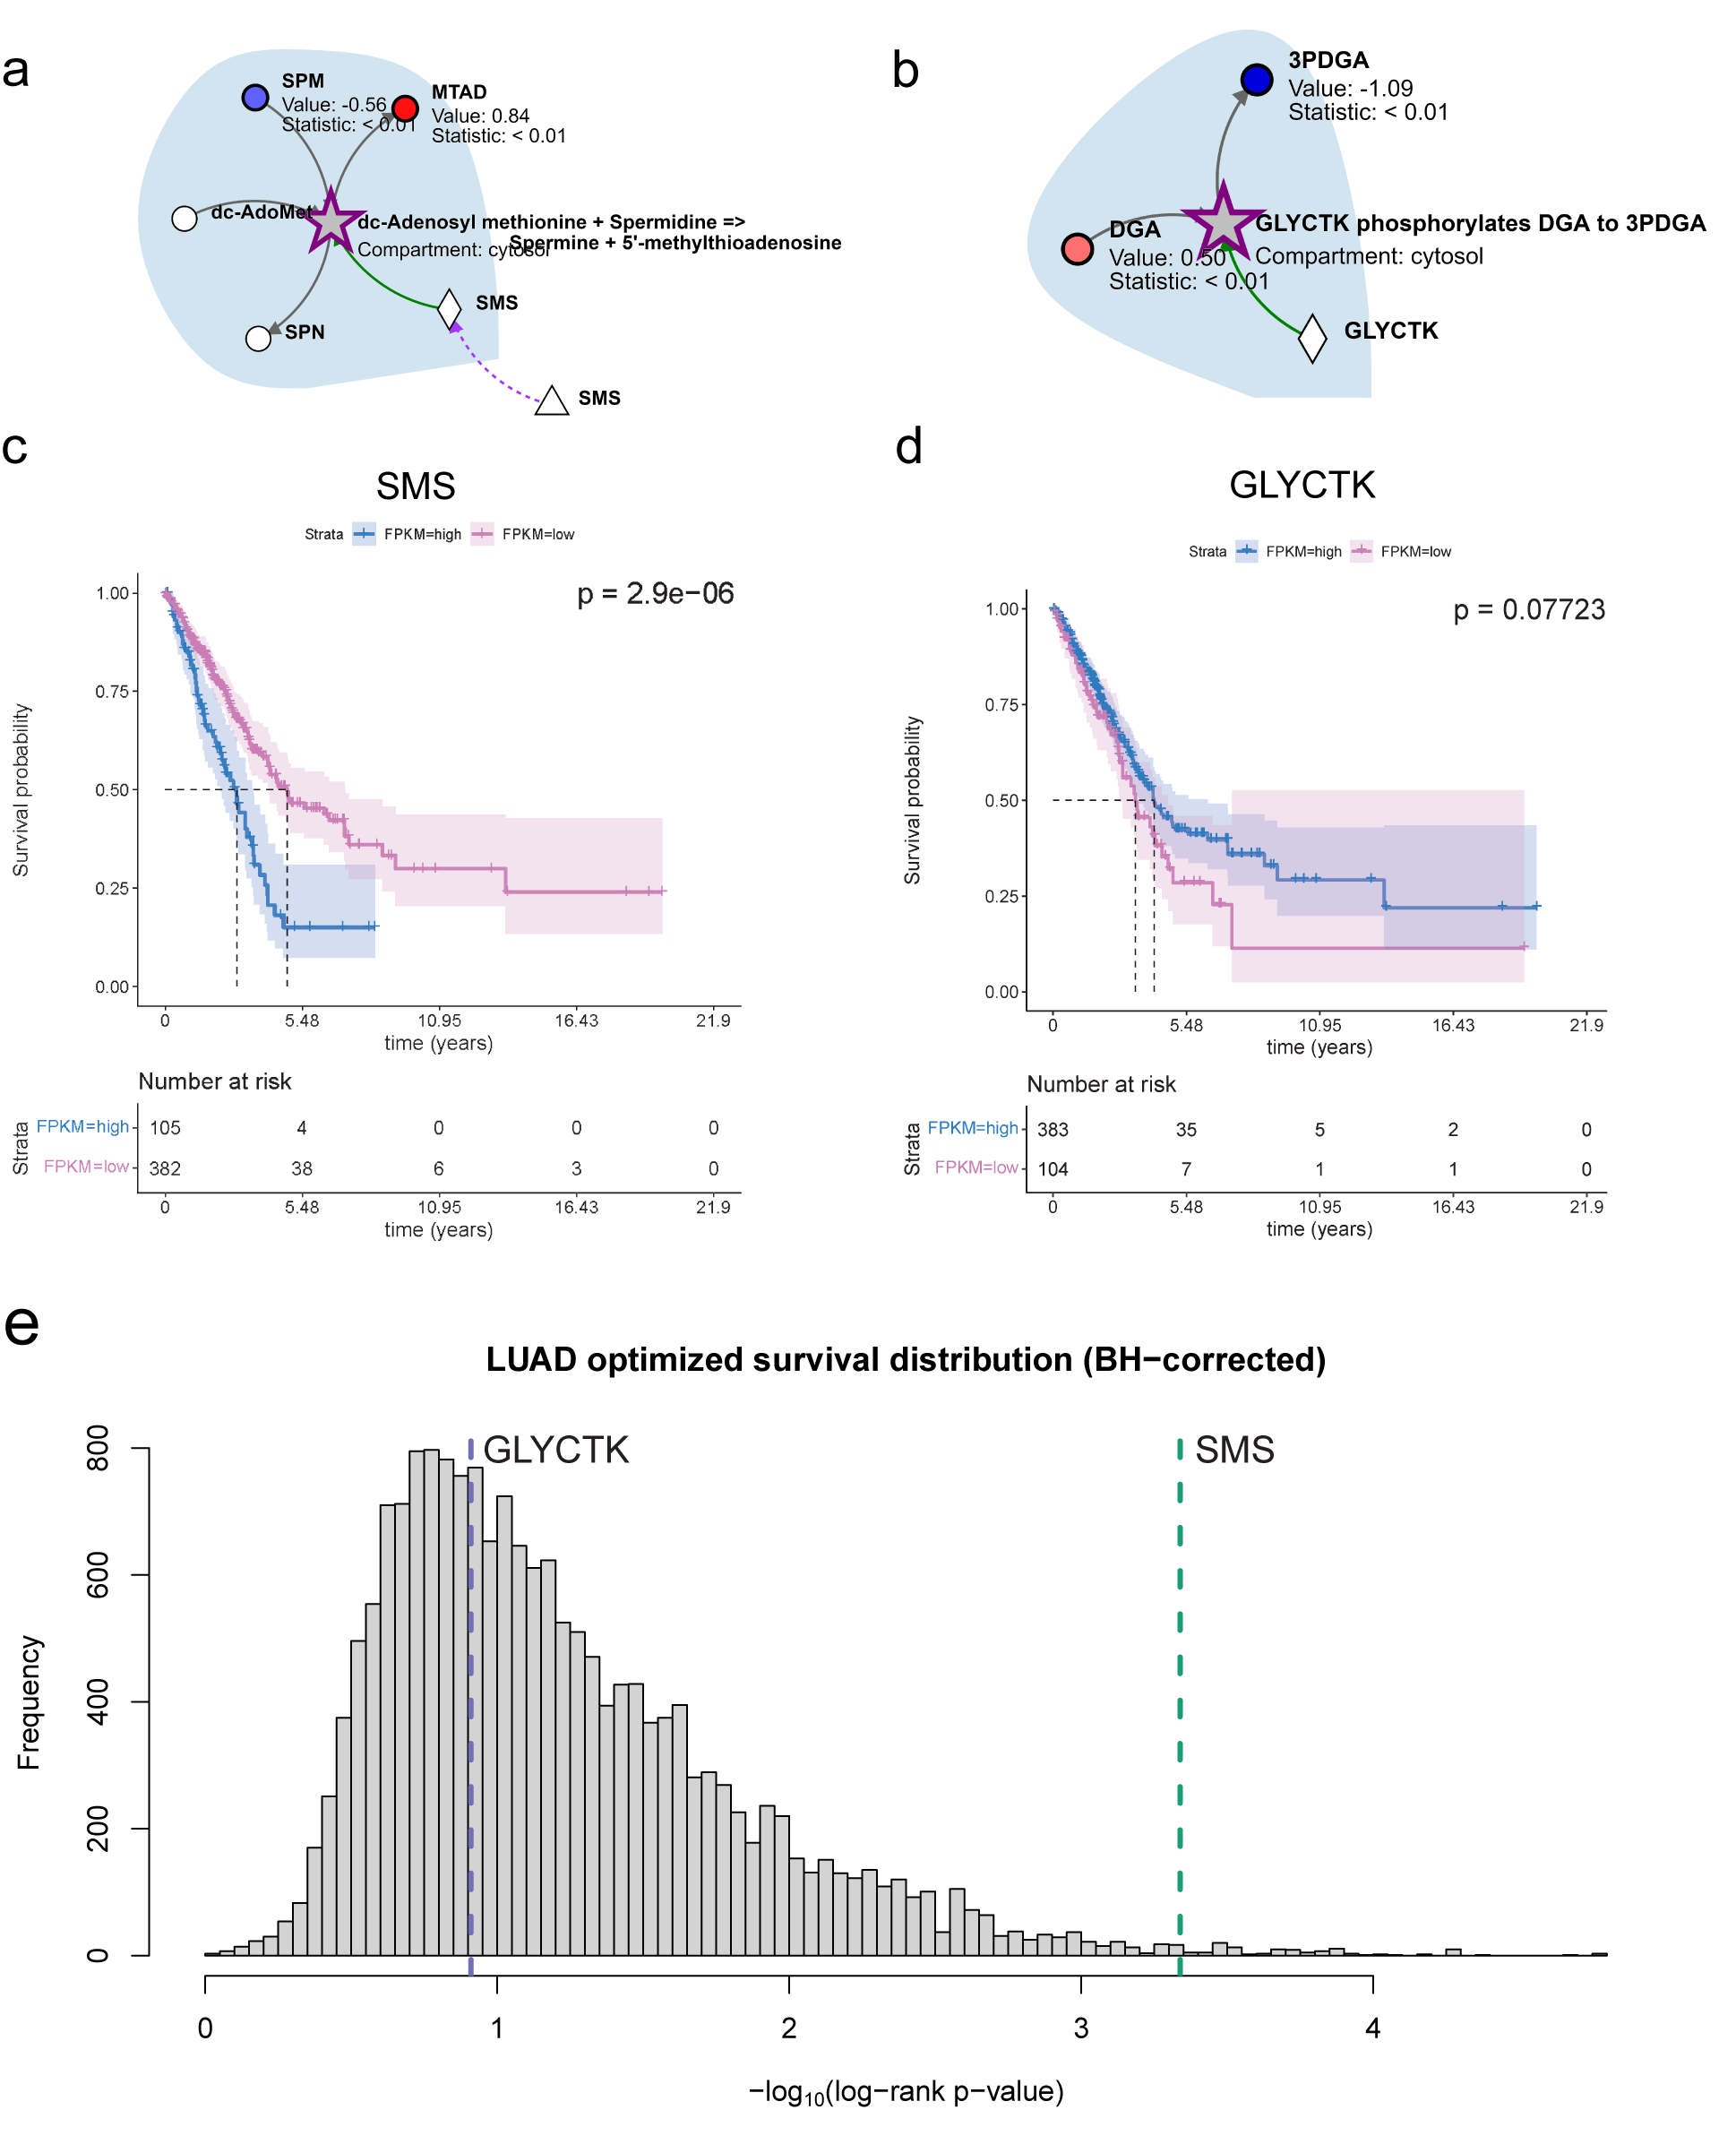 a
SPM
Value: -0.56
Statistic: < 0.01
MTAD
Value: 0.84
Statistic: < 0.01
dc-AdoMet
dc-Adenosyl methionine + Spermidine =>
Spermine + 5'-methylthioadenosine
Compartment: cytosol
SMS
SPN
SMS
b
3PDGA
Value: -1.09
Statistic: < 0.01
DGA
Value: 0.50
Statistic: < 0.01
GLYCTK phosphorylates DGA to 3PDGA
Compartment: cytosol
GLYCTK
c
SMS
Strata FPKM=high FPKM=low
p = 2.9e−06
Survival probability
1.00
0.75
0.50
0.25
0.00
0 5.48 10.95 16.43 21.9
time (years)
Number at risk
Strata
FPKM=high 105 4 0 0 0
FPKM=low 382 38 6 3 0
0 5.48 10.95 16.43 21.9
time (years)
d
GLYCTK
Strata FPKM=high FPKM=low
p = 0.07723
Survival probability
1.00
0.75
0.50
0.25
0.00
0 5.48 10.95 16.43 21.9
time (years)
Number at risk
Strata
FPKM=high 383 35 5 2 0
FPKM=low 104 7 1 1 0
0 5.48 10.95 16.43 21.9
time (years)
e
LUAD optimized survival distribution (BH−corrected)
GLYCTK
SMS
Frequency
800
600
400
200
0
0 1 2 3 4
−log10(log−rank p−value)